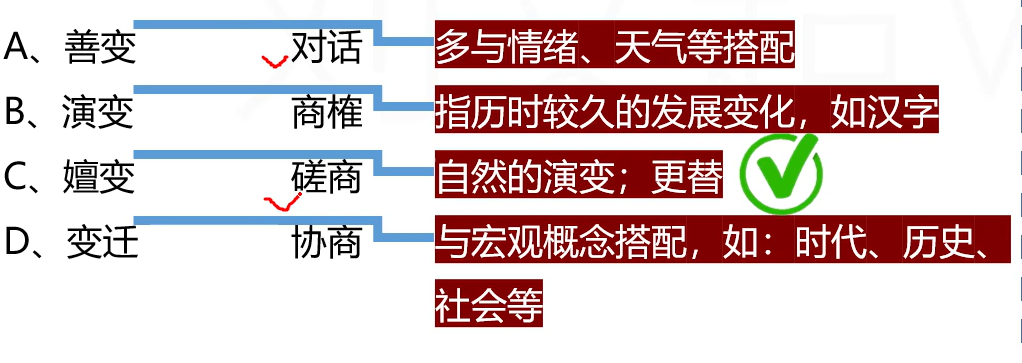 A、善变 对话 多与情绪、天气等搭配
B、演变 商榷 指历时较久的发展变化，如汉字
C、嬗变 磋商 自然的演变；更替
D、变迁 协商 与宏观概念搭配，如：时代、历史、
社会等